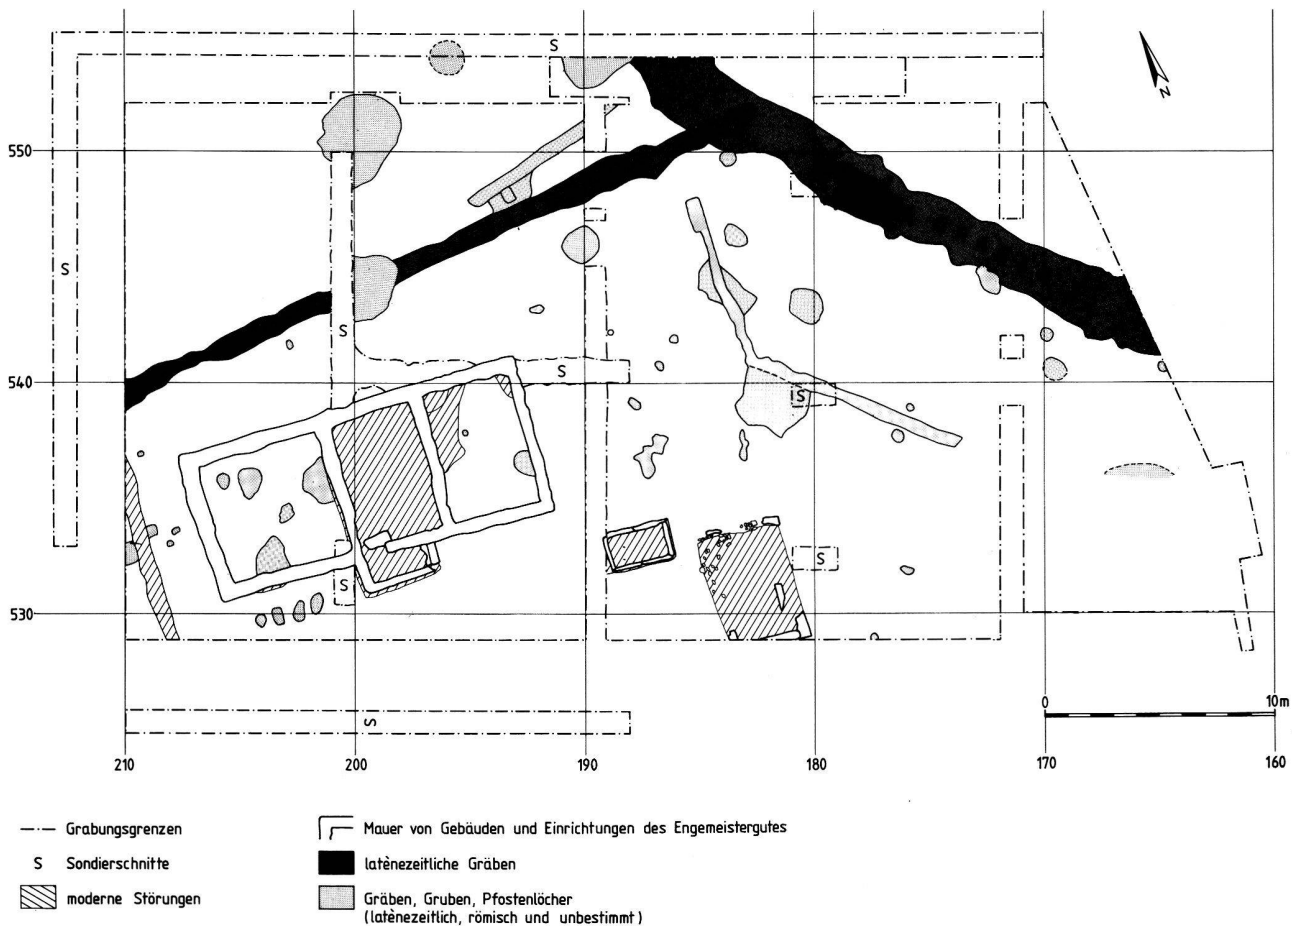 S
N
550
S
S
540
S
S
S
S
530
S
0 10m
210 200 190 180 170 160
Grabungsgrenzen
S Sondierschnitte
moderne Störungen
Mauer von Gebäuden und Einrichtungen des Engemeistergutes
latènezeitliche Gräben
Gräben, Gruben, Pfostenlöcher
(latènezeitlich, römisch und unbestimmt)
S